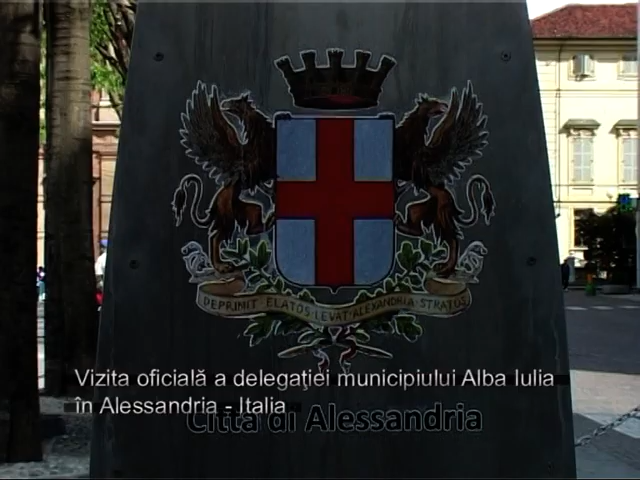 DEPRIMIT·ELATOS·LEVAT·ALEXANDRIA·STRATOS
Vizita oficială a delegaţiei municipiului Alba Iulia
în Alessandria - Italia
Città di Alessandria